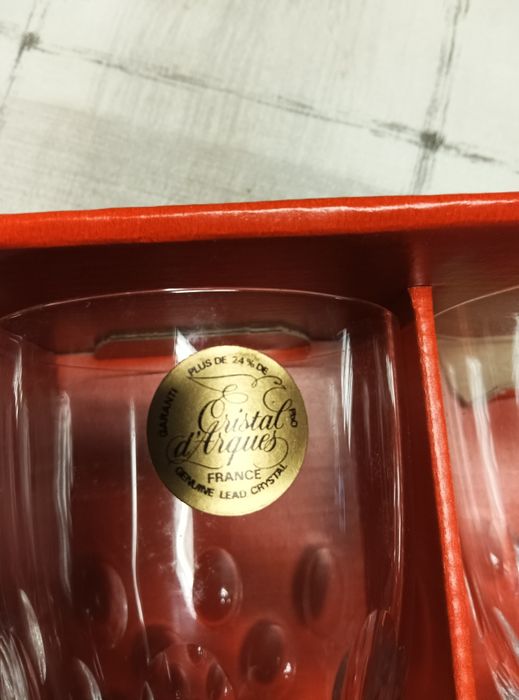 GARANTI PLUS DE 24% DE PbO
Cristal
d'Arques
FRANCE
GENUINE LEAD CRYSTAL